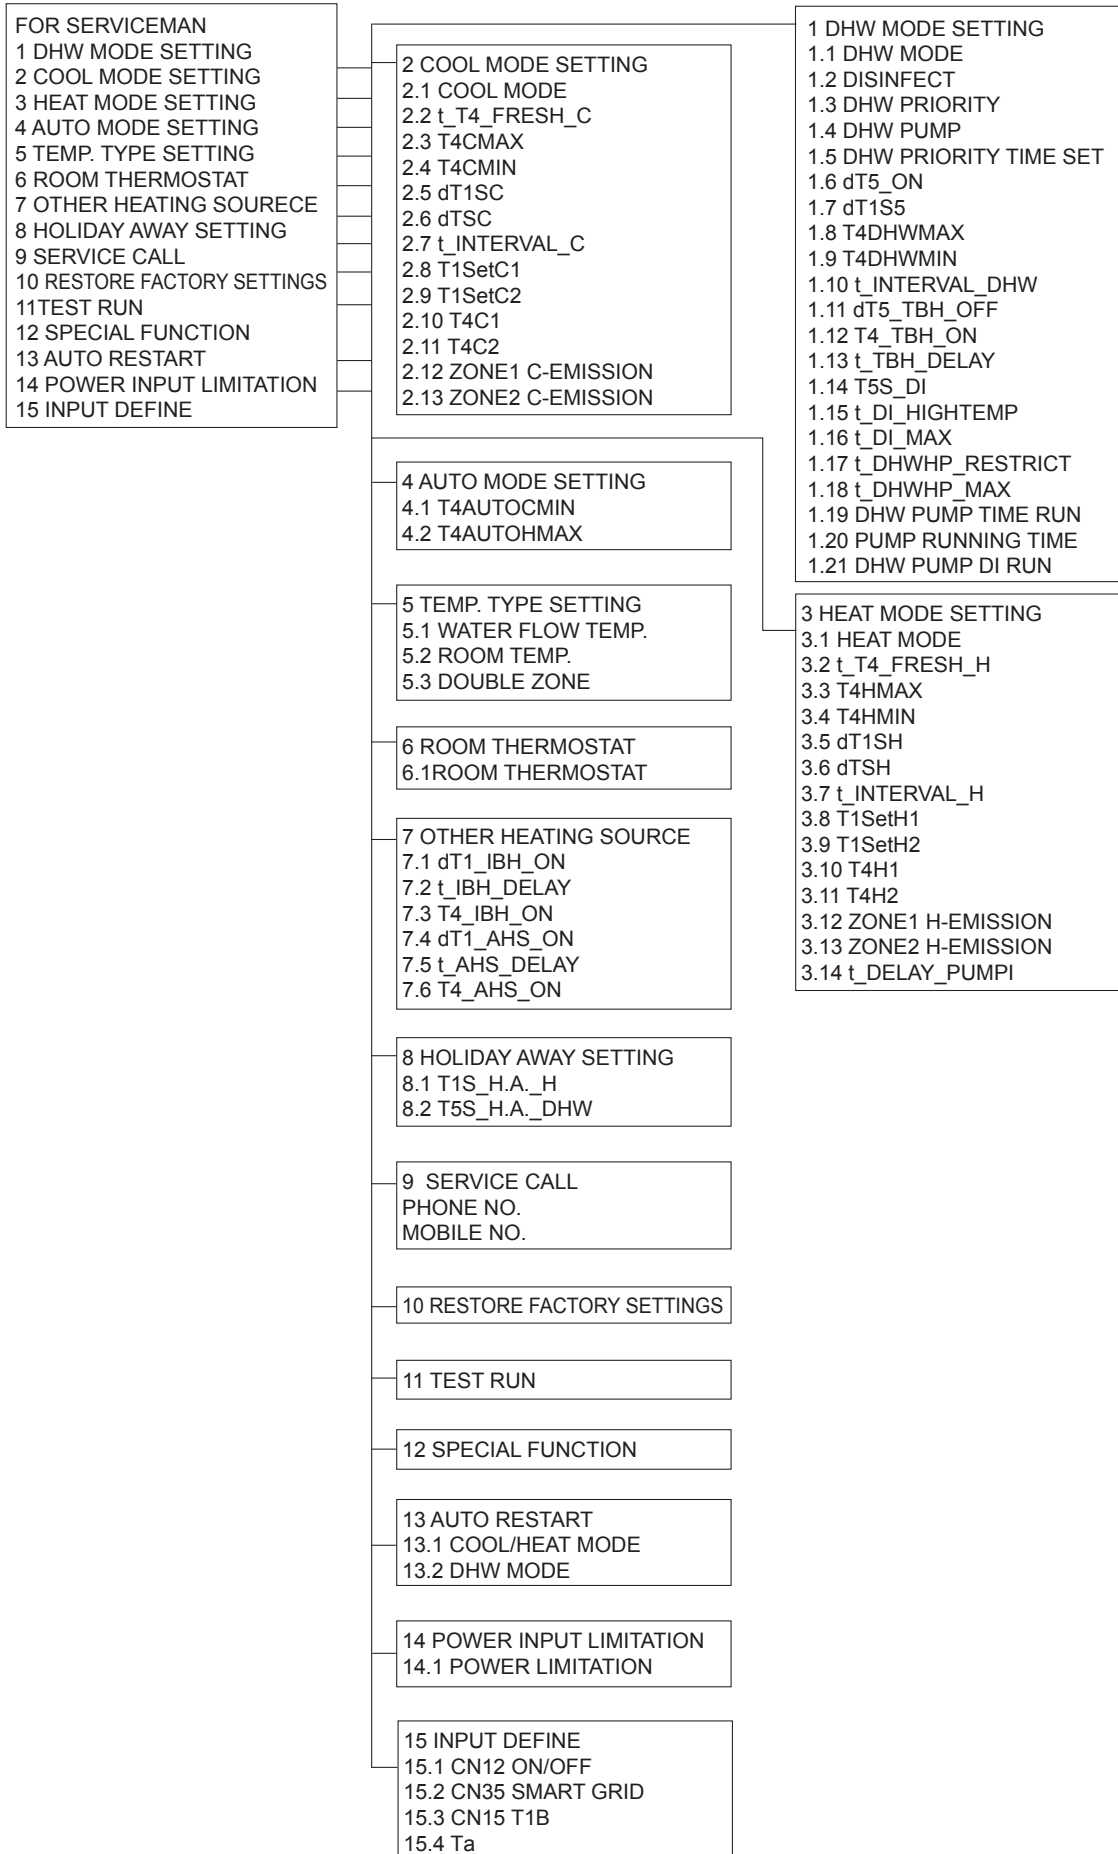 FOR SERVICEMAN
1 DHW MODE SETTING
2 COOL MODE SETTING
3 HEAT MODE SETTING
4 AUTO MODE SETTING
5 TEMP. TYPE SETTING
6 ROOM THERMOSTAT
7 OTHER HEATING SOURECE
8 HOLIDAY AWAY SETTING
9 SERVICE CALL
10 RESTORE FACTORY SETTINGS
11TEST RUN
12 SPECIAL FUNCTION
13 AUTO RESTART
14 POWER INPUT LIMITATION
15 INPUT DEFINE
1 DHW MODE SETTING
1.1 DHW MODE
1.2 DISINFECT
1.3 DHW PRIORITY
1.4 DHW PUMP
1.5 DHW PRIORITY TIME SET
1.6 dT5_ON
1.7 dT1S5
1.8 T4DHWMAX
1.9 T4DHWMIN
1.10 t_INTERVAL_DHW
1.11 dT5_TBH_OFF
1.12 T4_TBH_ON
1.13 t_TBH_DELAY
1.14 T5S_DI
1.15 t_DI_HIGHTEMP
1.16 t_DI_MAX
1.17 t_DHWHP_RESTRICT
1.18 t_DHWHP_MAX
1.19 DHW PUMP TIME RUN
1.20 PUMP RUNNING TIME
1.21 DHW PUMP DI RUN
2 COOL MODE SETTING
2.1 COOL MODE
2.2 t_T4_FRESH_C
2.3 T4CMAX
2.4 T4CMIN
2.5 dT1SC
2.6 dTSC
2.7 t_INTERVAL_C
2.8 T1SetC1
2.9 T1SetC2
2.10 T4C1
2.11 T4C2
2.12 ZONE1 C-EMISSION
2.13 ZONE2 C-EMISSION
3 HEAT MODE SETTING
3.1 HEAT MODE
3.2 t_T4_FRESH_H
3.3 T4HMAX
3.4 T4HMIN
3.5 dT1SH
3.6 dTSH
3.7 t_INTERVAL_H
3.8 T1SetH1
3.9 T1SetH2
3.10 T4H1
3.11 T4H2
3.12 ZONE1 H-EMISSION
3.13 ZONE2 H-EMISSION
3.14 t_DELAY_PUMPI
4 AUTO MODE SETTING
4.1 T4AUTOCMIN
4.2 T4AUTOHMAX
5 TEMP. TYPE SETTING
5.1 WATER FLOW TEMP.
5.2 ROOM TEMP.
5.3 DOUBLE ZONE
6 ROOM THERMOSTAT
6.1ROOM THERMOSTAT
7 OTHER HEATING SOURCE
7.1 dT1_IBH_ON
7.2 t_IBH_DELAY
7.3 T4_IBH_ON
7.4 dT1_AHS_ON
7.5 t_AHS_DELAY
7.6 T4_AHS_ON
8 HOLIDAY AWAY SETTING
8.1 T1S_H.A._H
8.2 T5S_H.A._DHW
9 SERVICE CALL
PHONE NO.
MOBILE NO.
10 RESTORE FACTORY SETTINGS
11 TEST RUN
12 SPECIAL FUNCTION
13 AUTO RESTART
13.1 COOL/HEAT MODE
13.2 DHW MODE
14 POWER INPUT LIMITATION
14.1 POWER LIMITATION
15 INPUT DEFINE
15.1 CN12 ON/OFF
15.2 CN35 SMART GRID
15.3 CN15 T1B
15.4 Ta